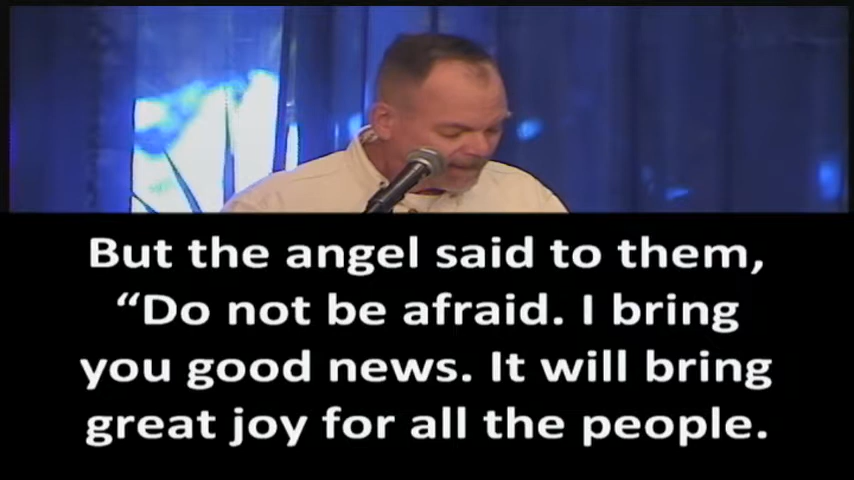 But the angel said to them,
“Do not be afraid. I bring
you good news. It will bring
great joy for all the people.